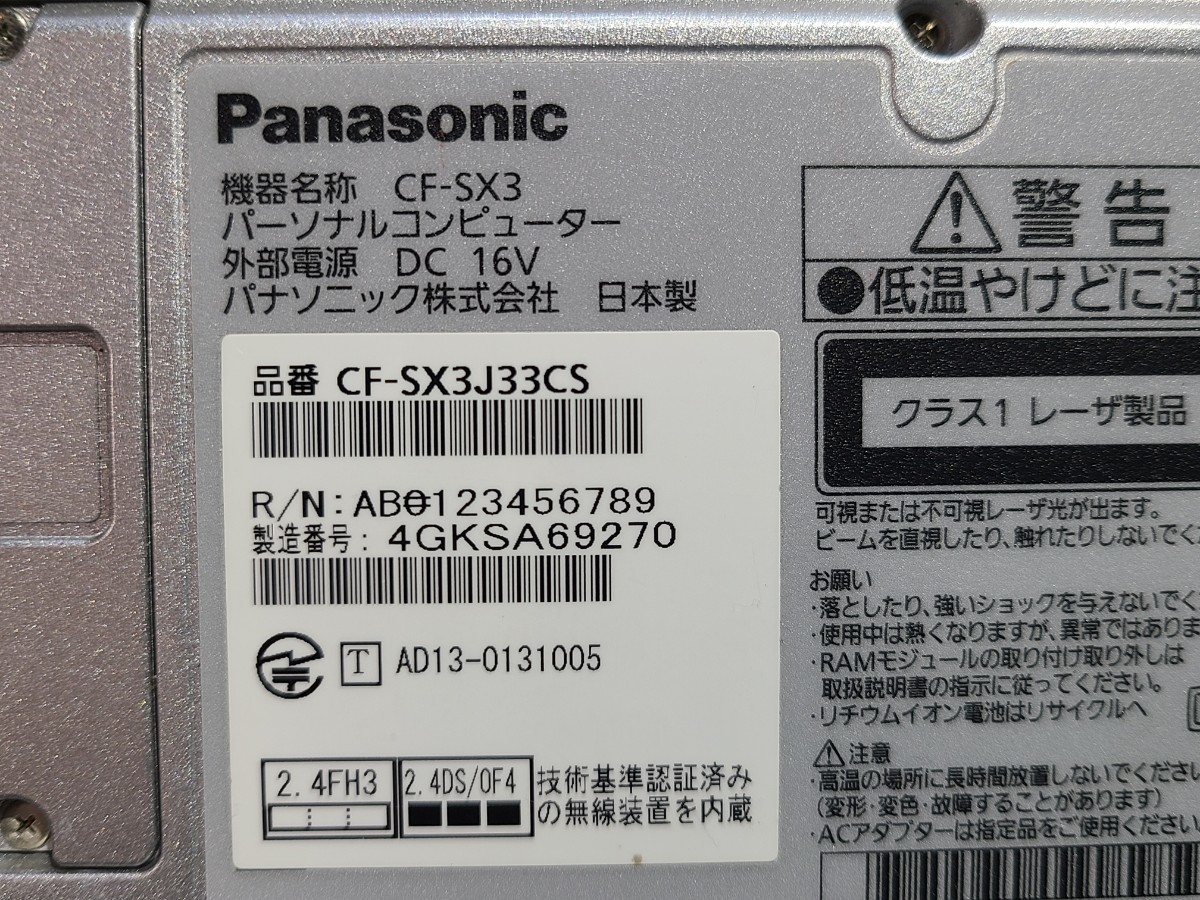 Panasonic
機器名称 CF-SX3
パーソナルコンピューター
外部電源 DC 16V
パナソニック株式会社 日本製
品番 CF-SX3J33CS
R/N: AB0123456789
製造番号: 4GKSA69270
T AD13-0131005
2.4FH3
2.4DS/OF4
技術基準認証済み
の無線装置を内蔵
警告
●低温やけどに注
クラス1 レーザ製品
可視または不可視レーザ光が出ます。
ビームを直視したり、触れたりしないでく
お願い
・落としたり、強いショックを与えないでく
・使用中は熱くなりますが、異常ではありま
・RAMモジュールの取り付け取り外しは
取扱説明書の指示に従ってください。
・リチウムイオン電池はリサイクルへ
注意
・高温の場所に長時間放置しないでくださ
(変形・変色・故障することがあります)
・ACアダプターは指定品をご使用ください